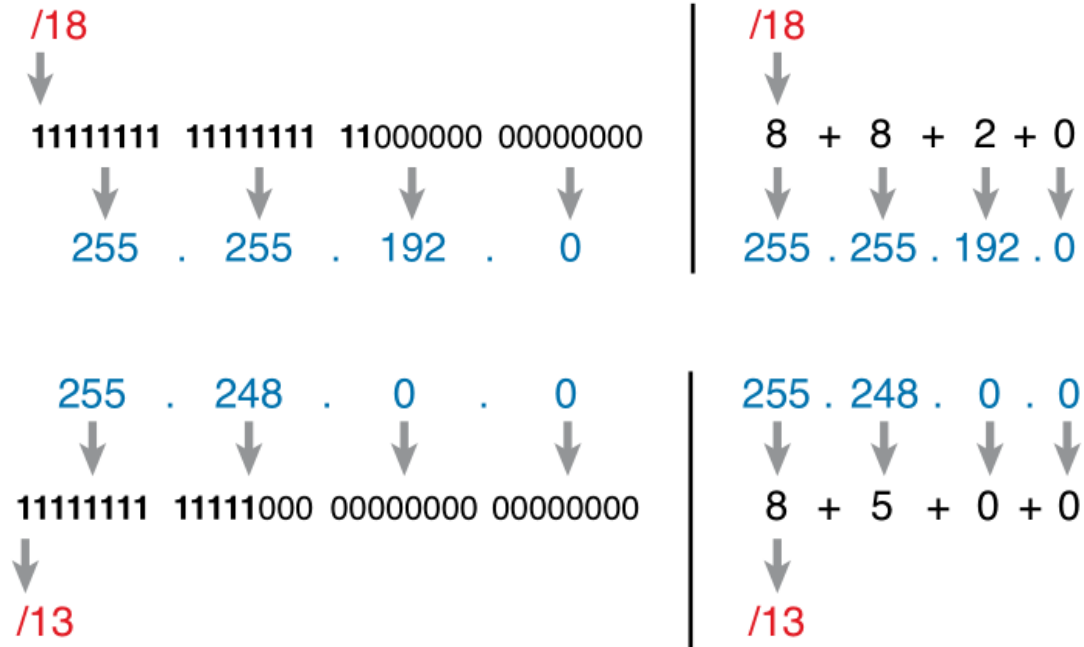 /18
11111111 11111111 11000000 00000000
255 . 255 . 192 . 0
/18
8 + 8 + 2 + 0
255 . 255 . 192 . 0
255 . 248 . 0 . 0
11111111 11111000 00000000 00000000
/13
255 . 248 . 0 . 0
8 + 5 + 0 + 0
/13